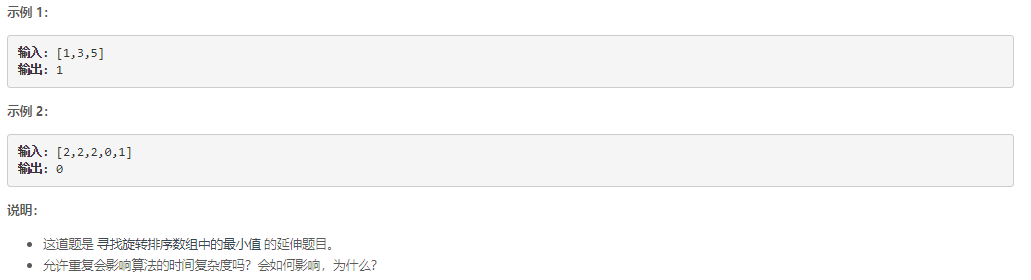 示例 1：
输入: [1,3,5]
输出: 1
示例 2：
输入: [2,2,2,0,1]
输出: 0
说明：
• 这道题是 寻找旋转排序数组中的最小值 的延伸题目。
• 允许重复会影响算法的时间复杂度吗？会如何影响，为什么？